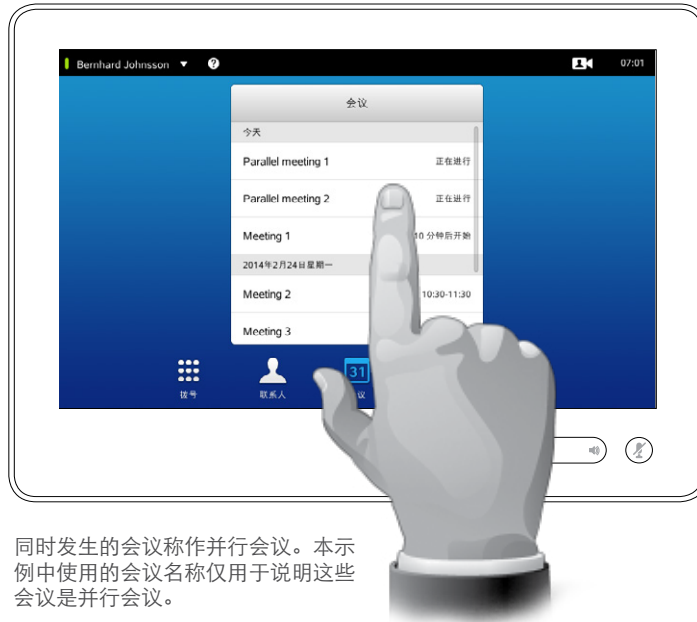 Bernhard Johnsson ▼ ? 07:01
会议
今天
Parallel meeting 1 正在进行
Parallel meeting 2 正在进行
Meeting 1 10 分钟后开始
2014年2月24日星期一
Meeting 2 10:30-11:30
Meeting 3
31
拨号 联系人 议
同时发生的会议称作并行会议。本示
例中使用的会议名称仅用于说明这些
会议是并行会议。